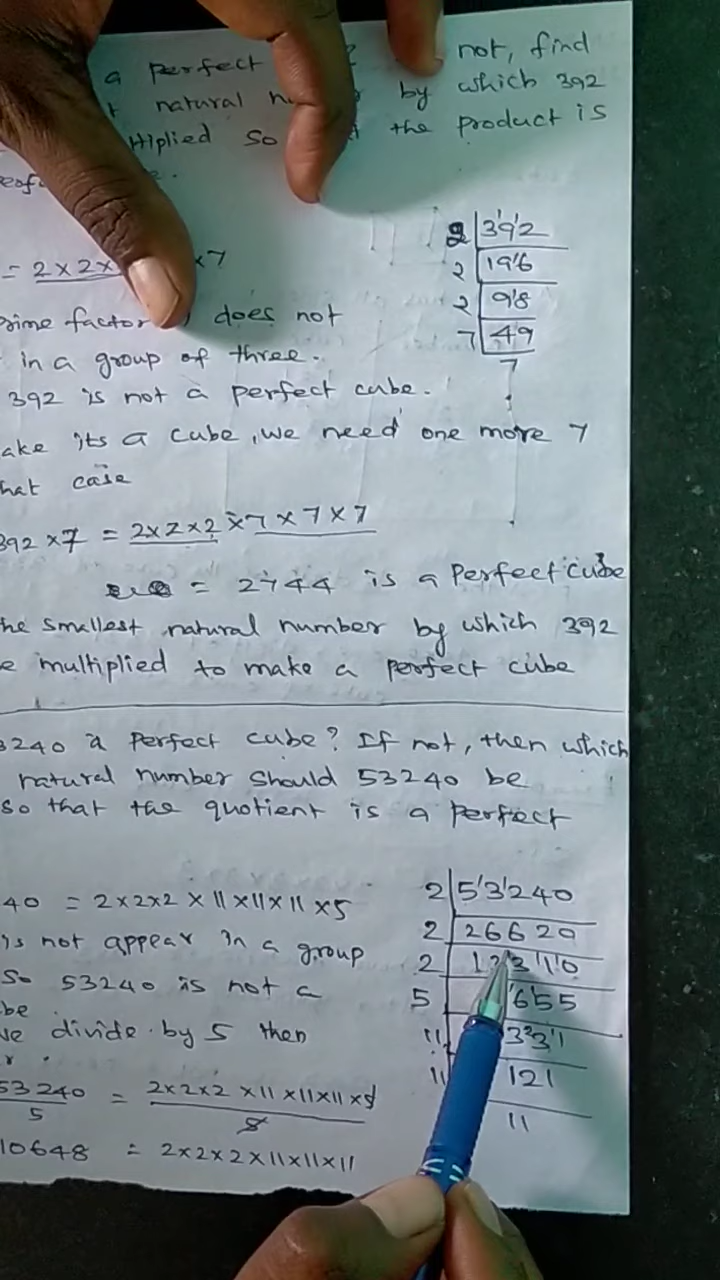 a perfect not, find
natural by which 392
tiplied so the product is
= 2×2× ×7
2 | 392
2 | 196
2 | 98
7 | 49
7
rime factor does not
in a group of three.
392 is not a perfect cube.
ake its a cube, we need one more 7
hat case
392 × 7 = 2×2×2 × 7 × 7 × 7
= 2744 is a Perfect cube
he smallest natural number by which 392
e multiplied to make a perfect cube
3240 a Perfect cube? If not, then which
natural number should 53240 be
so that the quotient is a perfect
40 = 2×2×2 × 11×11×11 ×5
is not appear in a group
So 53240 is not a
be
ve divide by 5 then
r.
53240/5 = 2×2×2 ×11×11×11×5/5
10648 = 2×2×2×11×11×11
2 | 53240
2 | 26620
2 | 13310
5 | 655
11 | 331
11 | 121
11